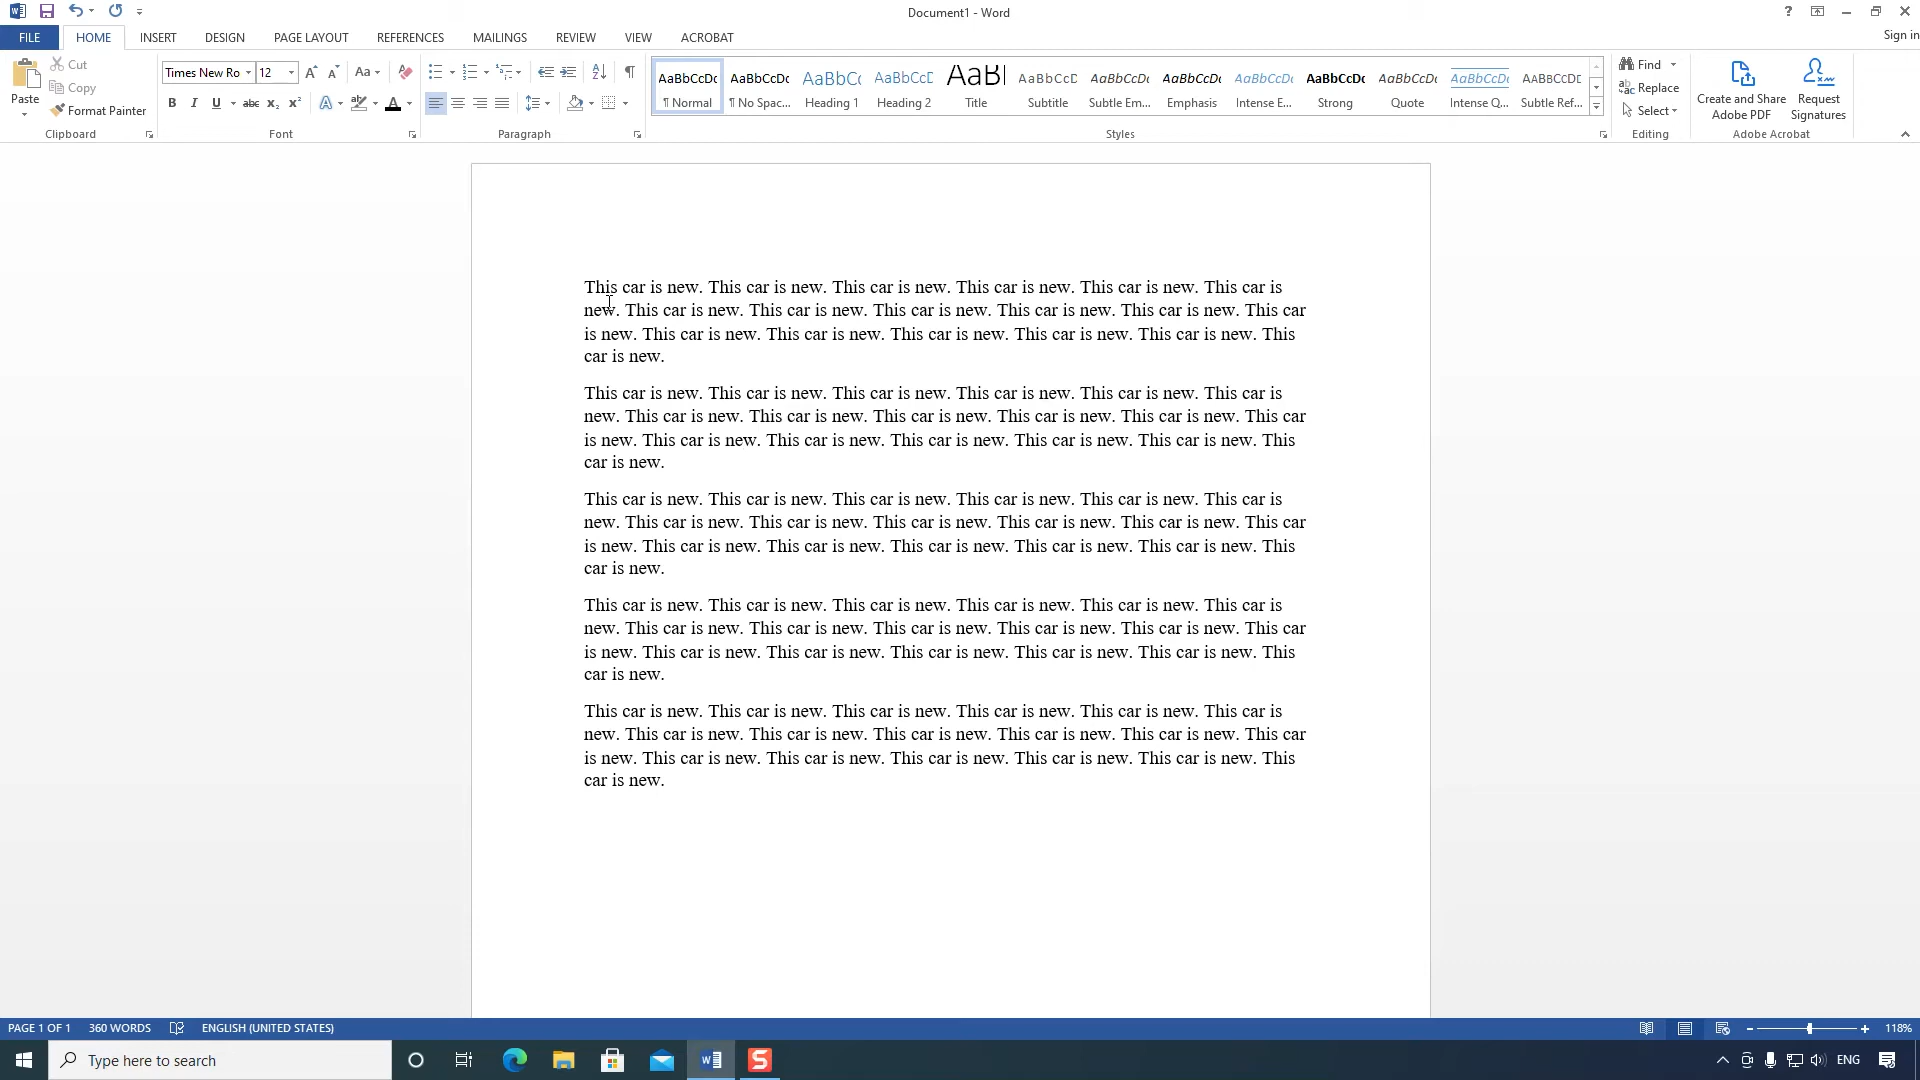 Document1 - Word
?
FILE HOME INSERT DESIGN PAGE LAYOUT REFERENCES MAILINGS REVIEW VIEW ACROBAT Sign in
Paste
Cut
Copy
Format Painter
Clipboard
Times New Ro 12 Aa
B I U abc x₂ x² A A
Font
Paragraph
AaBbCcDc AaBbCcDc AaBbCc AaBbCcD AaBl AaBbCcD AaBbCcDc AaBbCcDc AaBbCcDc AaBbCcDc AaBbCcDc AaBbCcDc AABBCCDE
¶ Normal ¶ No Spac... Heading 1 Heading 2 Title Subtitle Subtle Em... Emphasis Intense E... Strong Quote Intense Q... Subtle Ref...
Styles
Find
Replace
Select
Editing
Create and Share Adobe PDF
Request Signatures
Adobe Acrobat
This car is new. This car is new. This car is new. This car is new. This car is new. This car is
new. This car is new. This car is new. This car is new. This car is new. This car is new. This car
is new. This car is new. This car is new. This car is new. This car is new. This car is new. This
car is new.
This car is new. This car is new. This car is new. This car is new. This car is new. This car is
new. This car is new. This car is new. This car is new. This car is new. This car is new. This car
is new. This car is new. This car is new. This car is new. This car is new. This car is new. This
car is new.
This car is new. This car is new. This car is new. This car is new. This car is new. This car is
new. This car is new. This car is new. This car is new. This car is new. This car is new. This car
is new. This car is new. This car is new. This car is new. This car is new. This car is new. This
car is new.
This car is new. This car is new. This car is new. This car is new. This car is new. This car is
new. This car is new. This car is new. This car is new. This car is new. This car is new. This car
is new. This car is new. This car is new. This car is new. This car is new. This car is new. This
car is new.
This car is new. This car is new. This car is new. This car is new. This car is new. This car is
new. This car is new. This car is new. This car is new. This car is new. This car is new. This car
is new. This car is new. This car is new. This car is new. This car is new. This car is new. This
car is new.
PAGE 1 OF 1 360 WORDS ENGLISH (UNITED STATES) 118%
Type here to search
ENG